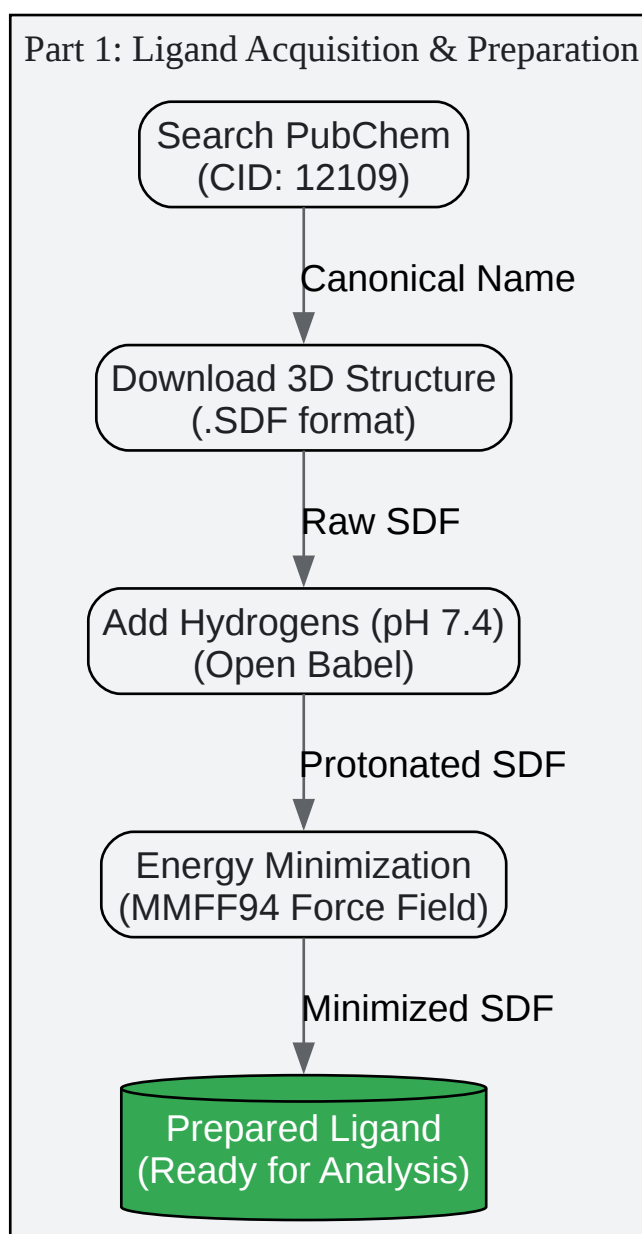 Part 1: Ligand Acquisition & Preparation
Search PubChem
(CID: 12109)
Canonical Name
Download 3D Structure
(.SDF format)
Raw SDF
Add Hydrogens (pH 7.4)
(Open Babel)
Protonated SDF
Energy Minimization
(MMFF94 Force Field)
Minimized SDF
Prepared Ligand
(Ready for Analysis)